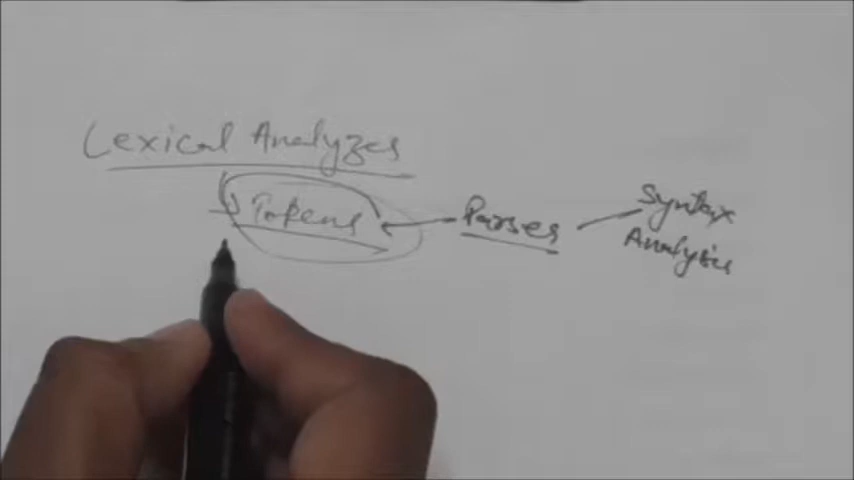 Lexical Analyzer
Tokens
Parser
Syntax
Analysis